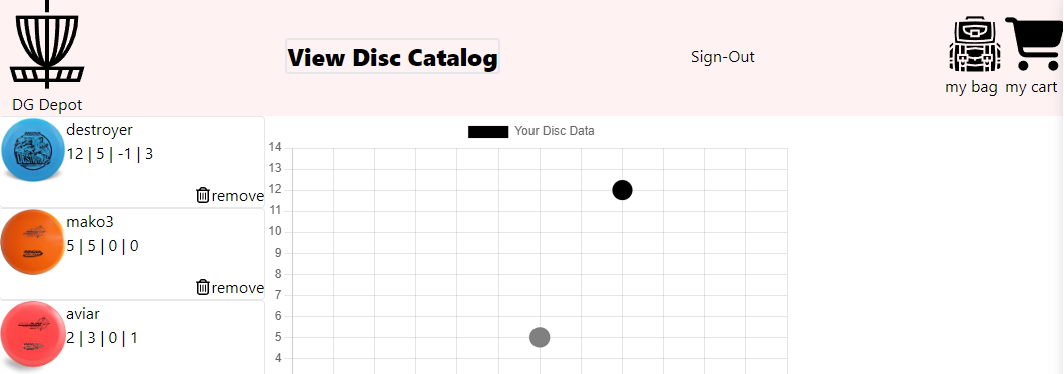 DG Depot
View Disc Catalog
Sign-Out
my bag
my cart
destroyer
12 | 5 | -1 | 3
remove
mako3
5 | 5 | 0 | 0
remove
aviar
2 | 3 | 0 | 1
Your Disc Data
14
13
12
11
10
9
8
7
6
5
4